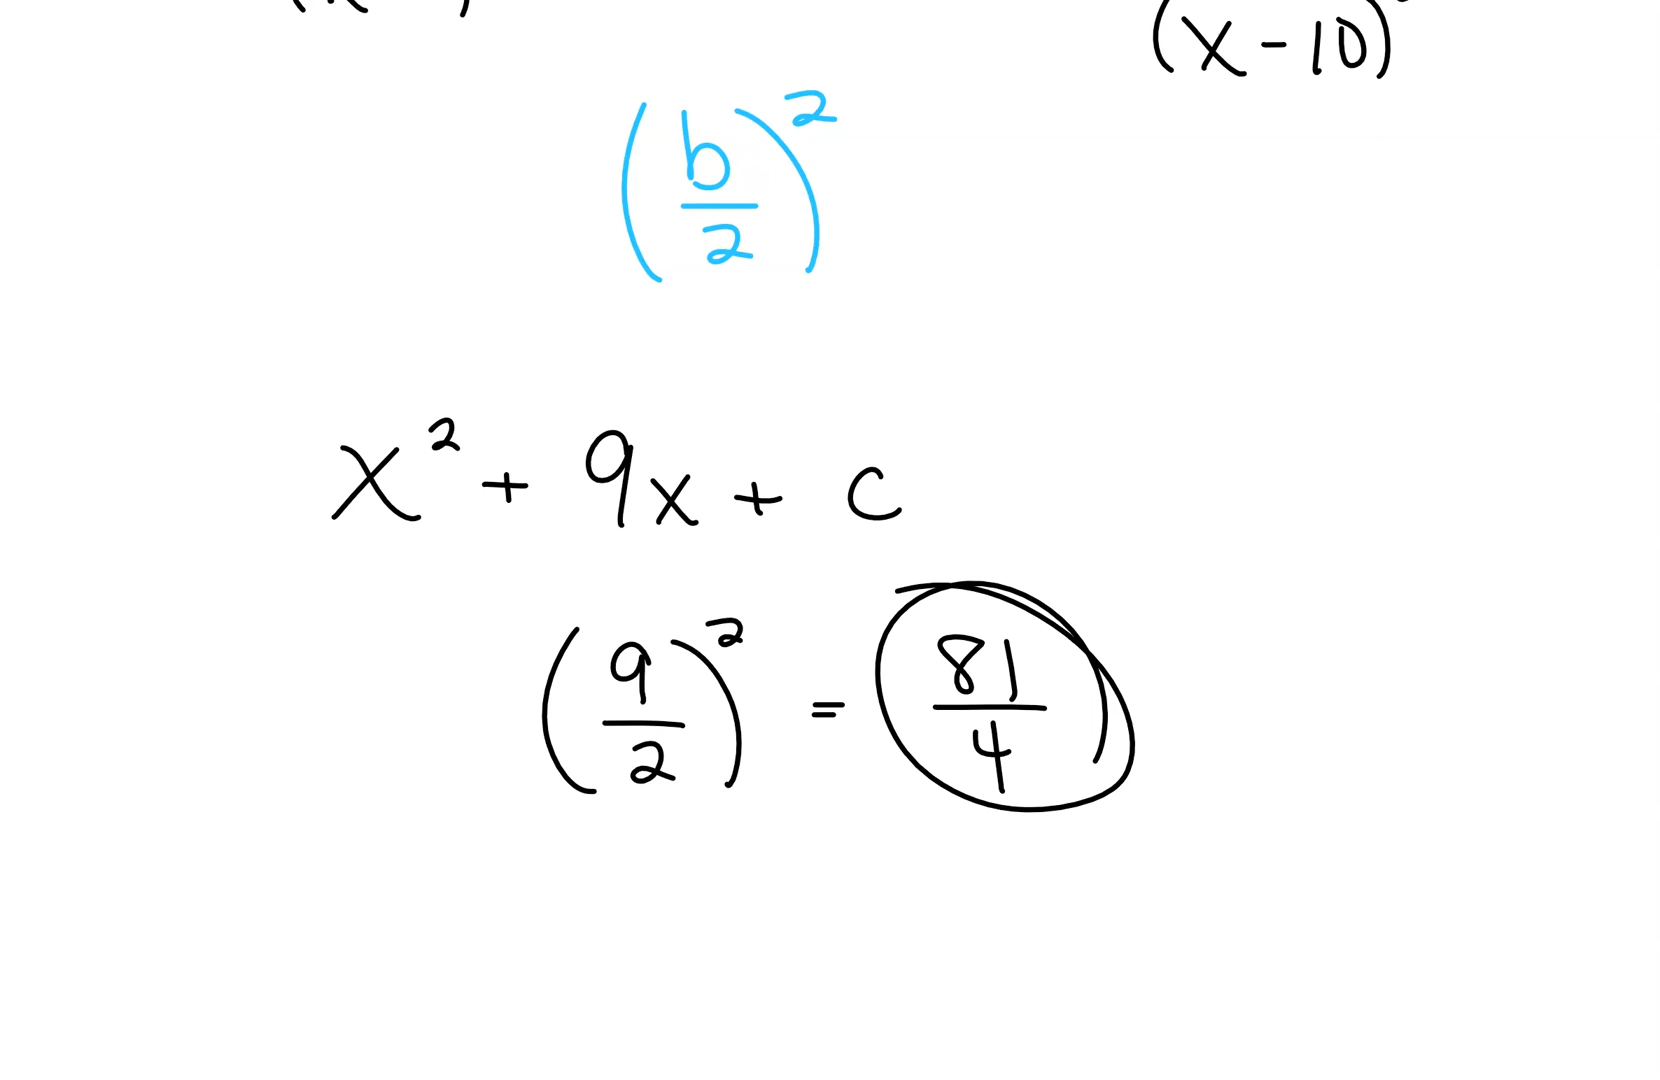 (x - 10)
(b/2)²
x² + 9x + c
(9/2)² = 81/4